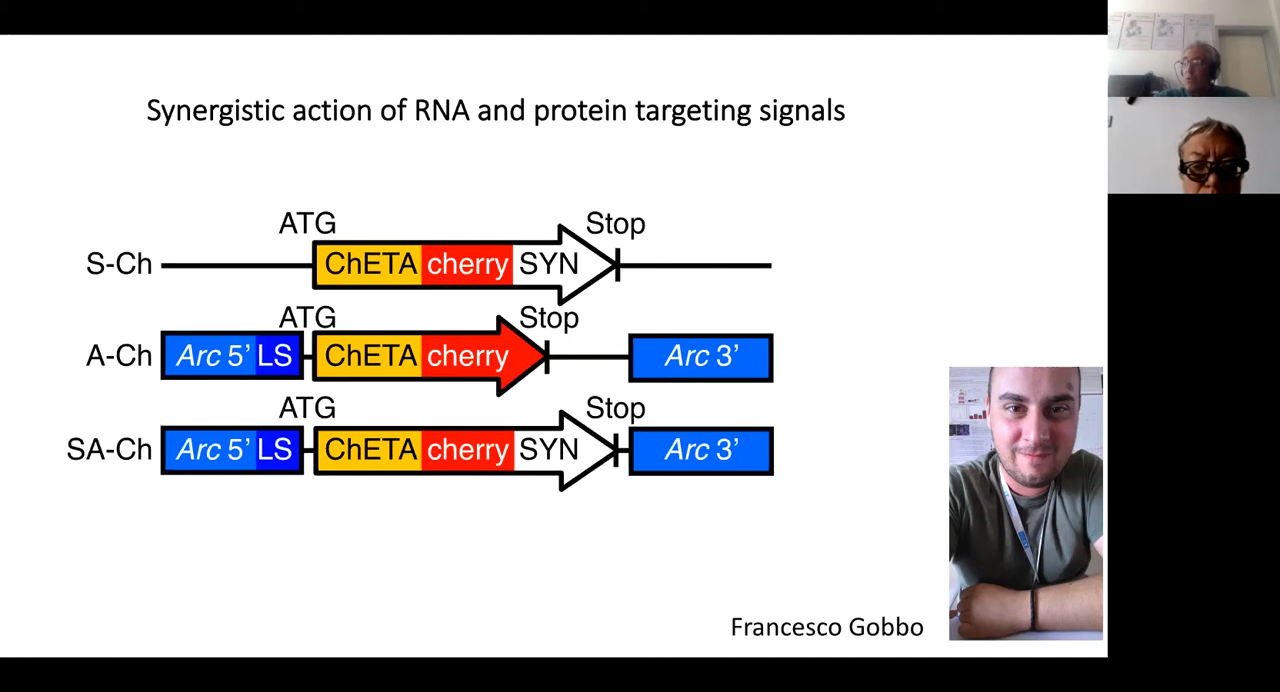 Synergistic action of RNA and protein targeting signals
ATG Stop
S-Ch ChETA cherry SYN
ATG Stop
A-Ch Arc 5’ LS ChETA cherry Arc 3’
ATG Stop
SA-Ch Arc 5’ LS ChETA cherry SYN Arc 3’
Francesco Gobbo